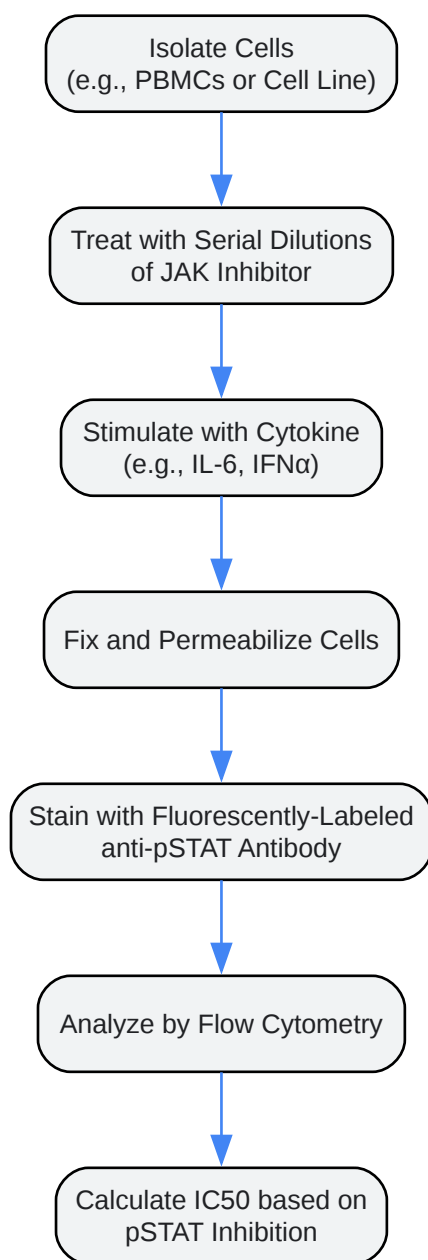 Isolate Cells
(e.g., PBMCs or Cell Line)
Treat with Serial Dilutions
of JAK Inhibitor
Stimulate with Cytokine
(e.g., IL-6, IFNα)
Fix and Permeabilize Cells
Stain with Fluorescently-Labeled
anti-pSTAT Antibody
Analyze by Flow Cytometry
Calculate IC50 based on
pSTAT Inhibition